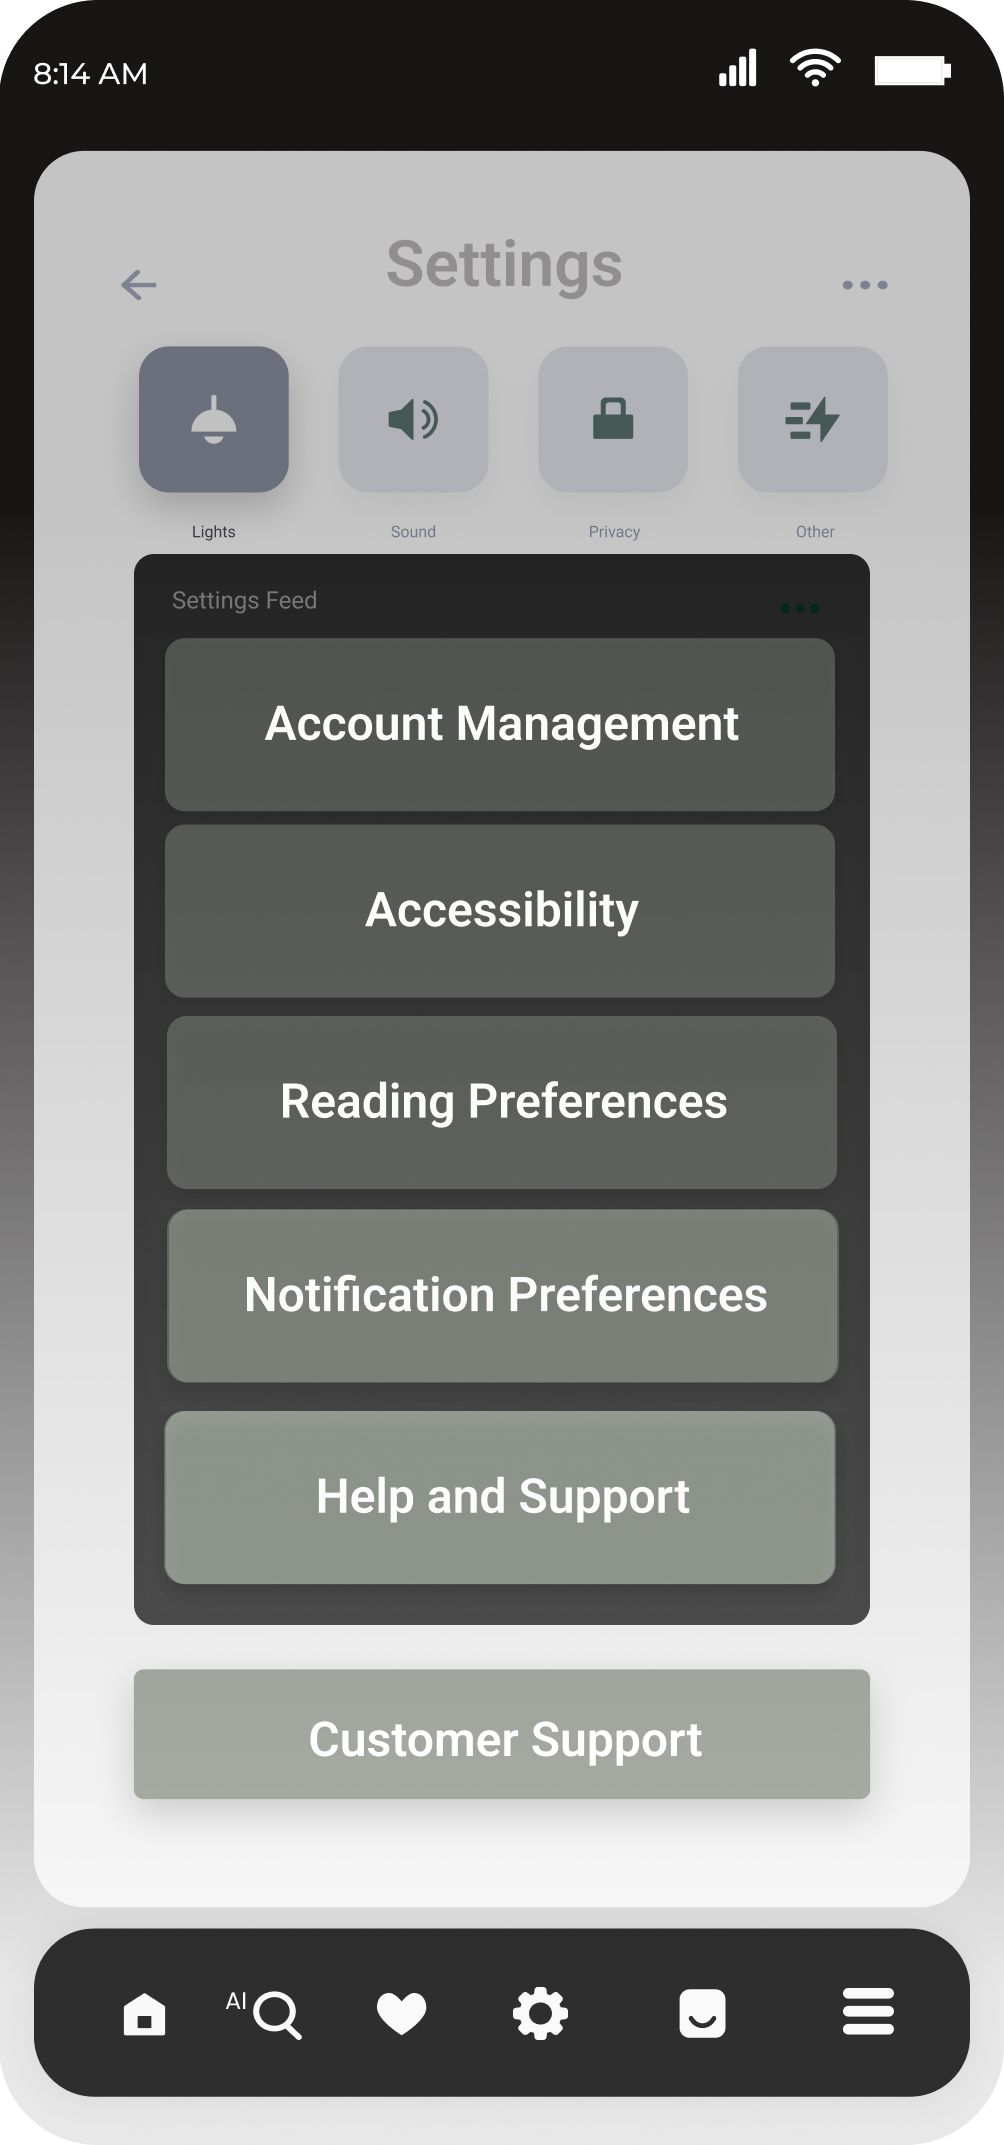 8:14 AM
Settings
Lights
Sound
Privacy
Other
Settings Feed
Account Management
Accessibility
Reading Preferences
Notification Preferences
Help and Support
Customer Support
AI